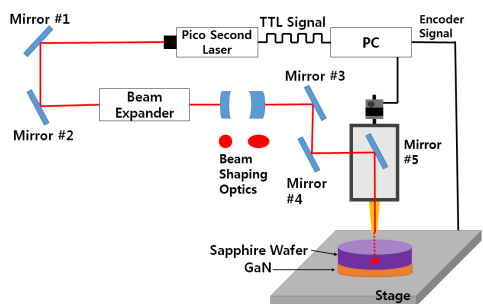 Mirror #1
Pico Second
Laser
TTL Signal
PC
Encoder
Signal
Mirror #2
Beam
Expander
Mirror #3
Beam
Shaping
Optics
Mirror
#4
Mirror
#5
Sapphire Wafer
GaN
Stage